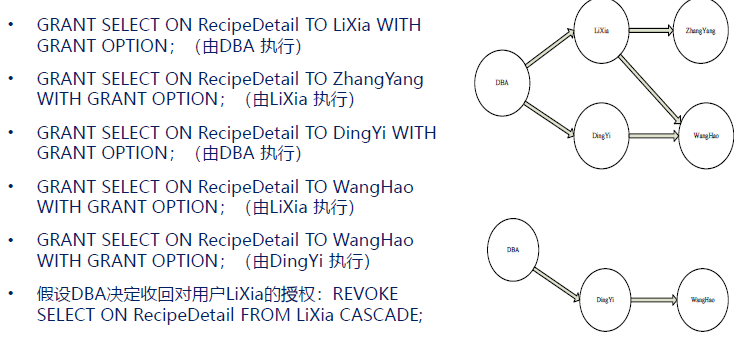 • GRANT SELECT ON RecipeDetail TO LiXia WITH
GRANT OPTION；（由DBA 执行）
• GRANT SELECT ON RecipeDetail TO ZhangYang
WITH GRANT OPTION；（由LiXia 执行）
• GRANT SELECT ON RecipeDetail TO DingYi WITH
GRANT OPTION；（由DBA 执行）
• GRANT SELECT ON RecipeDetail TO WangHao
WITH GRANT OPTION；（由LiXia 执行）
• GRANT SELECT ON RecipeDetail TO WangHao
WITH GRANT OPTION；（由DingYi 执行）
• 假设DBA决定收回对用户LiXia的授权：REVOKE
SELECT ON RecipeDetail FROM LiXia CASCADE;
LiXia
ZhangYang
DBA
DingYi
WangHao
DBA
DingYi
WangHao